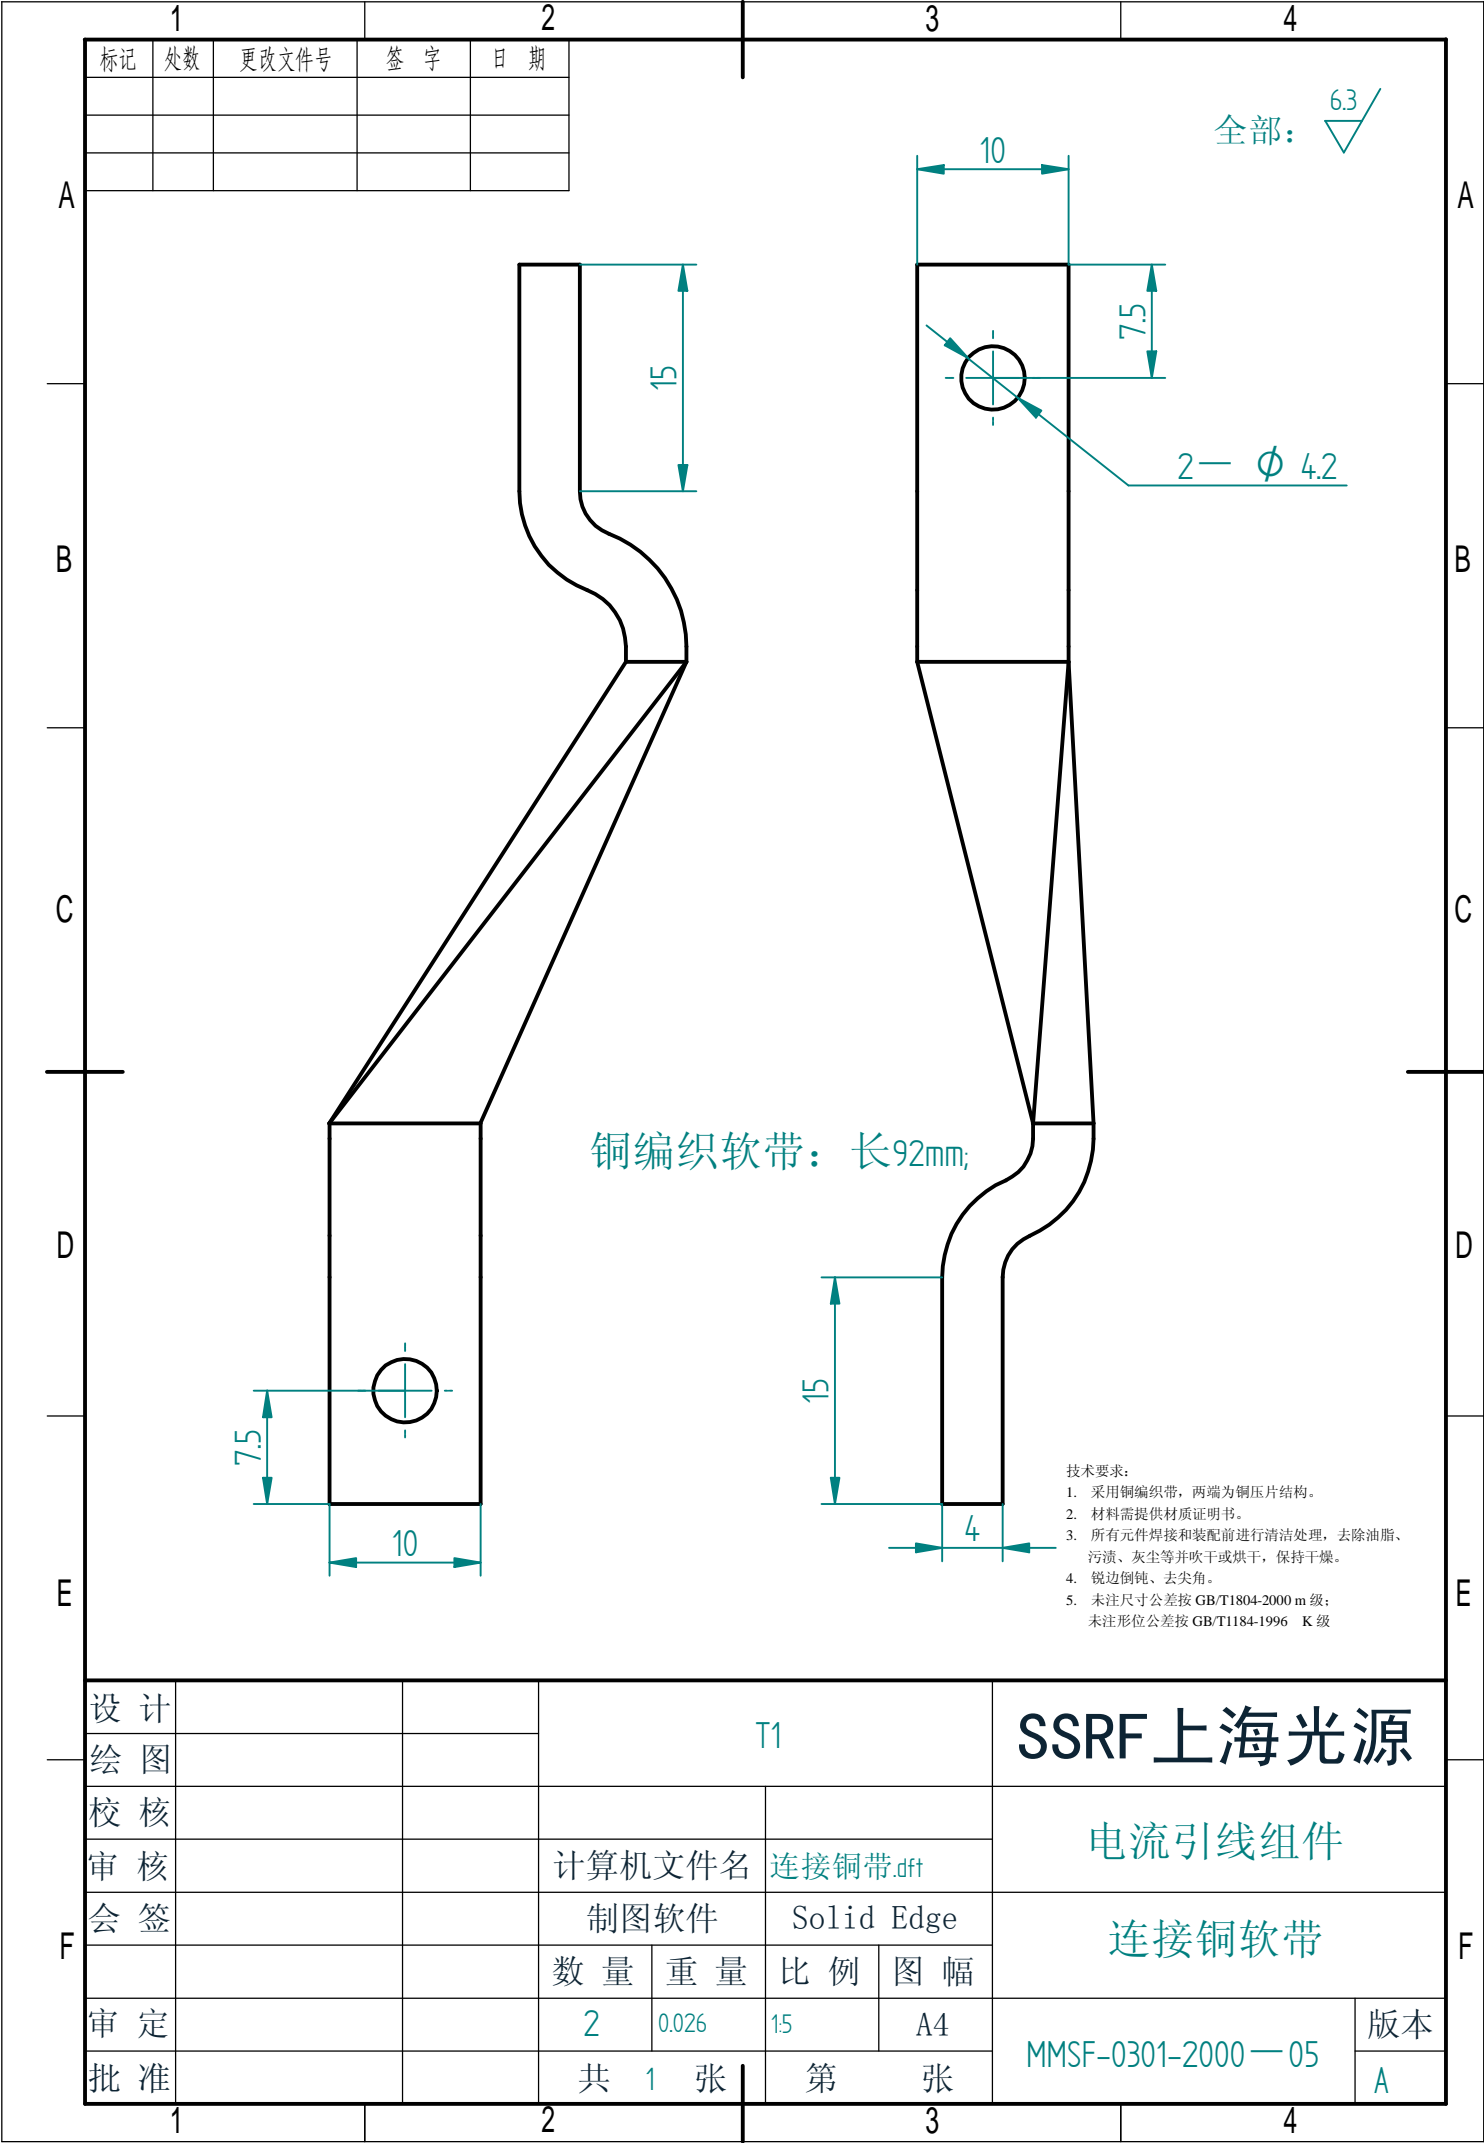 1 2 3 4
标记 处数 更改文件号 签 字 日 期
全部： 6.3
A A
10
7.5
15
2— ϕ 4.2
B B
C C
铜编织软带：长92mm;
D D
15
7.5
10
4
技术要求：
1. 采用铜编织带，两端为铜压片结构。
2. 材料需提供材质证明书。
3. 所有元件焊接和装配前进行清洁处理，去除油脂、
污渍、灰尘等并吹干或烘干，保持干燥。
4. 锐边倒钝、去尖角。
5. 未注尺寸公差按 GB/T1804-2000 m 级；
未注形位公差按 GB/T1184-1996 K 级
E E
设 计
T1
SSRF上海光源
绘 图
校 核
电流引线组件
审 核
计算机文件名 连接铜带.dft
会 签
制图软件 Solid Edge
连接铜软带
F F
数 量 重 量 比 例 图 幅
审 定
2 0.026 1:5 A4
MMSF-0301-2000—05
版本
批 准
共 1 张 第 张
A
1 2 3 4